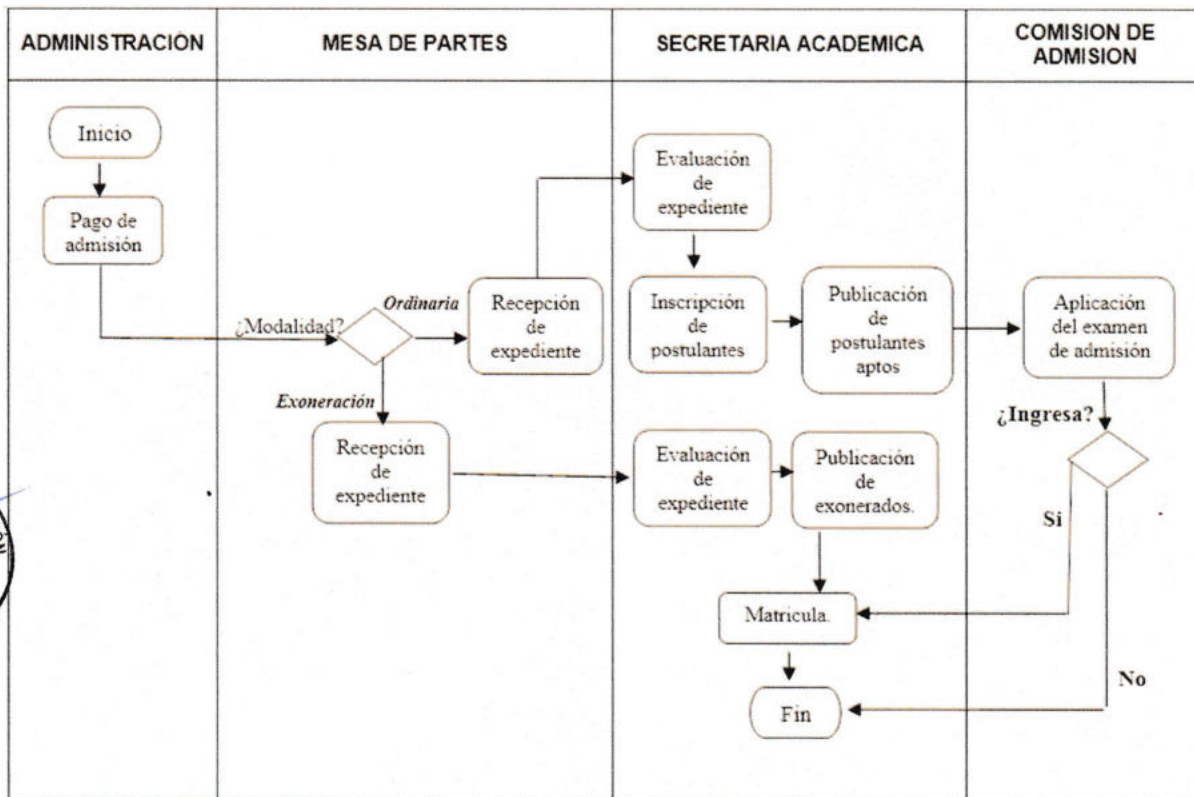 ADMINISTRACIÓN
MESA DE PARTES
SECRETARIA ACADEMICA
COMISION DE
ADMISION
Inicio
Pago de
admisión
¿Modalidad?
Ordinaria
Recepción
de
expediente
Exoneración
Recepción
de
expediente
Evaluación
de
expediente
Inscripción
de
postulantes
Publicación
de
postulantes
aptos
Evaluación
de
expediente
Publicación
de
exonerados.
Matricula.
Fin
Aplicación
del examen
de admisión
¿Ingresa?
Si
No